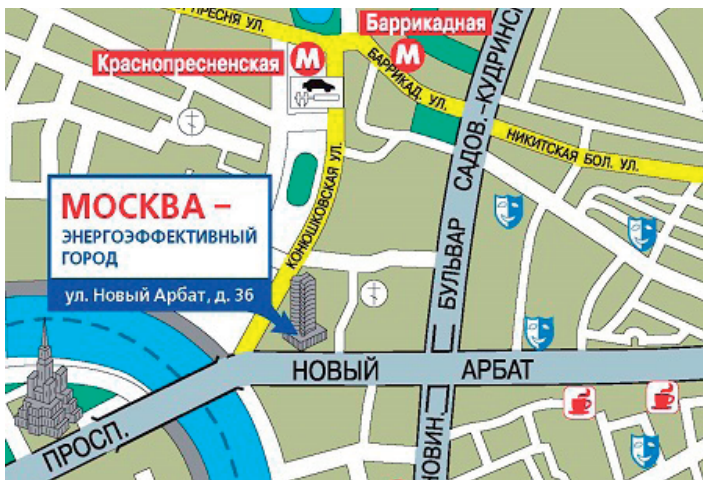 ПРЕСНЯ УЛ.
Баррикадная
М
Краснопресненская
М
БАРРИКАД. УЛ.
САДОВ.-КУДРИНС
НИКИТСКАЯ БОЛ. УЛ.
КОНЮШКОВСКАЯ УЛ.
МОСКВА –
ЭНЕРГОЭФФЕКТИВНЫЙ
ГОРОД
ул. Новый Арбат, д. 36
БУЛЬВАР
НОВЫЙ АРБАТ
ПРОСП.
НОВИН.